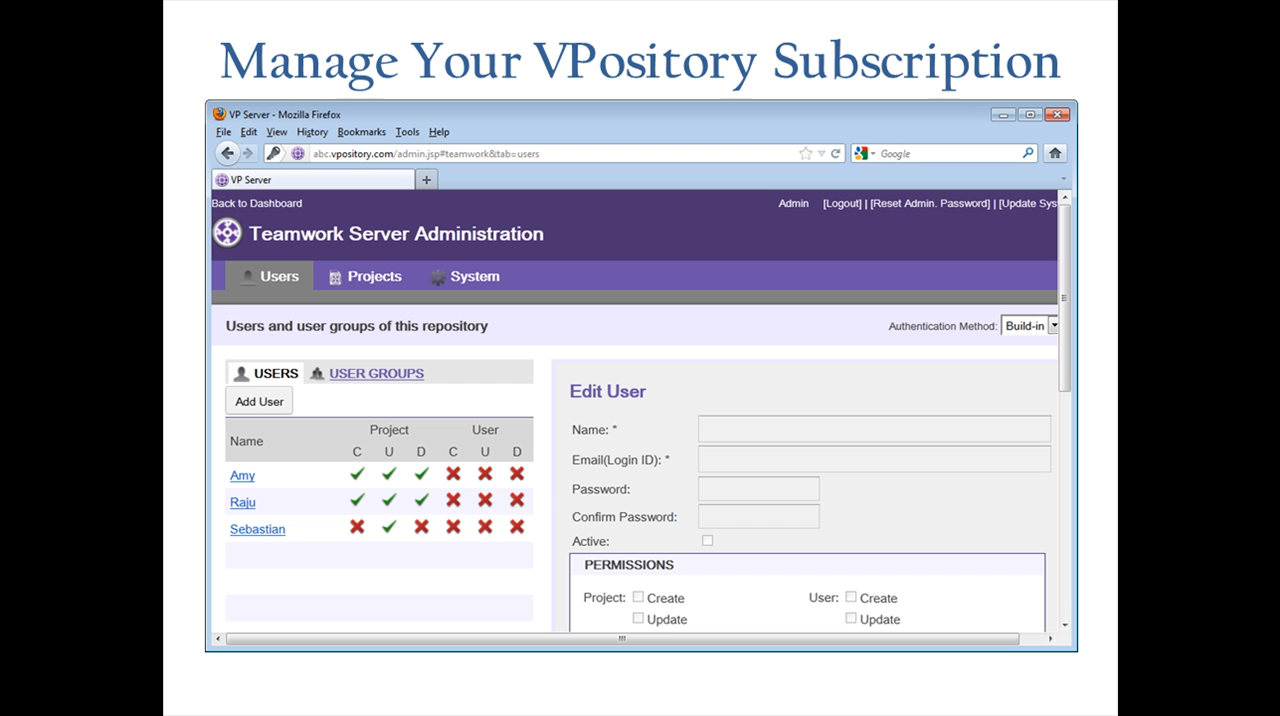 Manage Your VPository Subscription
VP Server - Mozilla Firefox
File Edit View History Bookmarks Tools Help
abc.vpository.com/admin.jsp#teamwork&tab=users
Google
VP Server
+
Back to Dashboard
Admin [Logout] | [Reset Admin. Password] | [Update Sys
Teamwork Server Administration
Users Projects System
Users and user groups of this repository
Authentication Method: Build-in
USERS USER GROUPS
Add User
Name Project User
C U D C U D
Amy
Raju
Sebastian
Edit User
Name: *
Email(Login ID): *
Password:
Confirm Password:
Active:
PERMISSIONS
Project: Create User: Create
Update Update